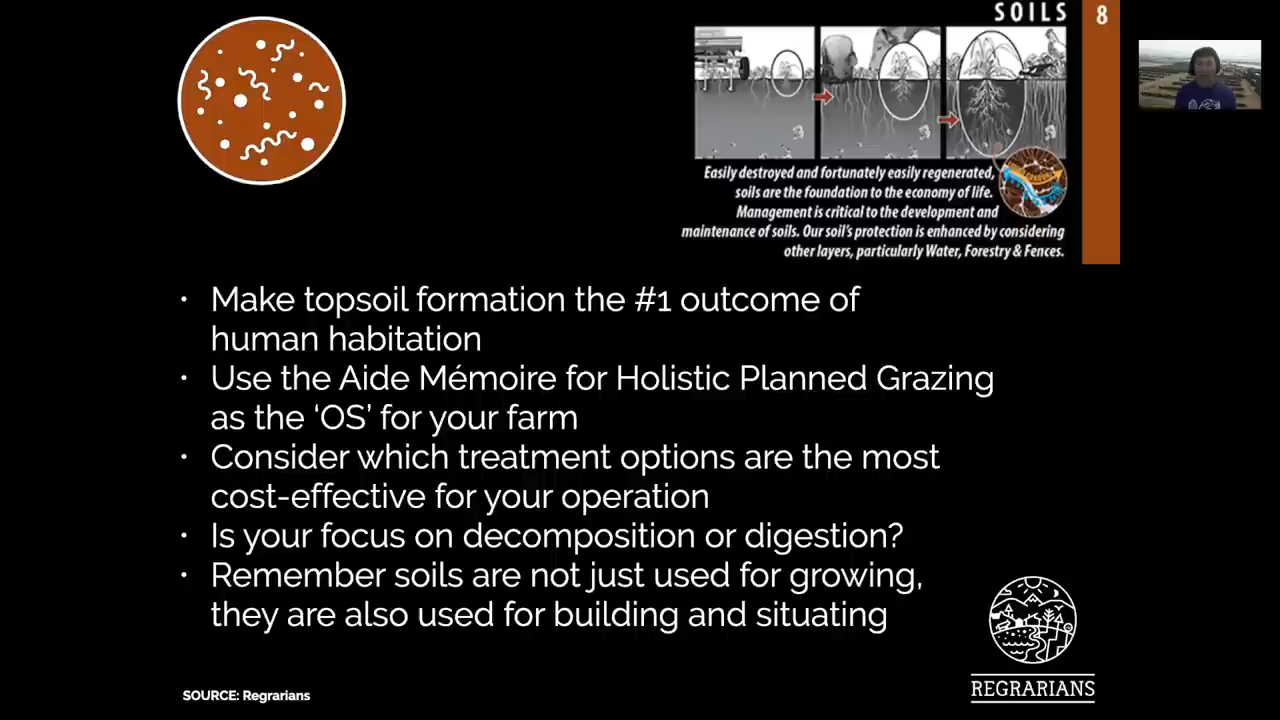 SOILS 8
Easily destroyed and fortunately easily regenerated,
soils are the foundation to the economy of life.
Management is critical to the development and
maintenance of soils. Our soil's protection is enhanced by considering
other layers, particularly Water, Forestry & Fences.
• Make topsoil formation the #1 outcome of
human habitation
• Use the Aide Mémoire for Holistic Planned Grazing
as the ‘OS’ for your farm
• Consider which treatment options are the most
cost-effective for your operation
• Is your focus on decomposition or digestion?
• Remember soils are not just used for growing,
they are also used for building and situating
REGRARIANS
SOURCE: Regrarians